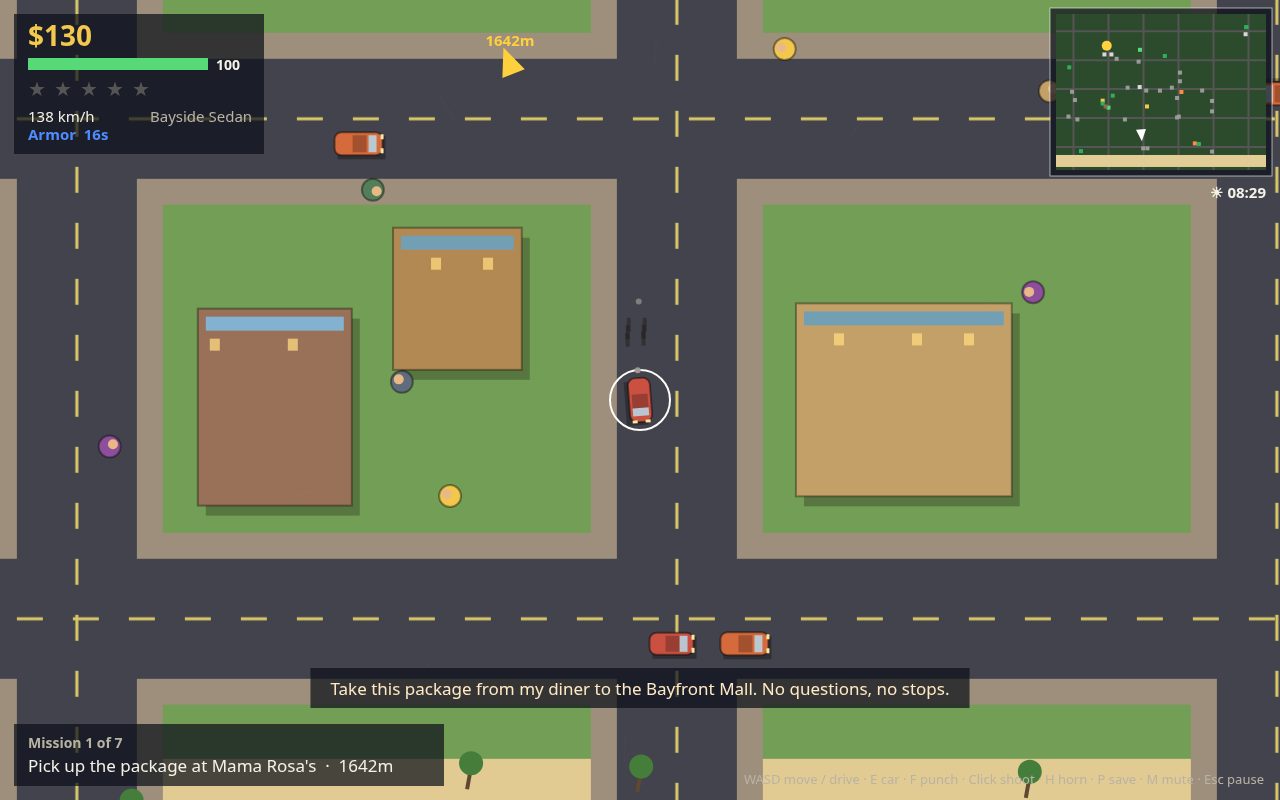 $130
100
138 km/h Bayside Sedan
Armor 16s
1642m
08:29
Take this package from my diner to the Bayfront Mall. No questions, no stops.
Mission 1 of 7
Pick up the package at Mama Rosa's · 1642m
WASD move / drive · E car · F punch · Click shoot · H horn · P save · M mute · Esc pause